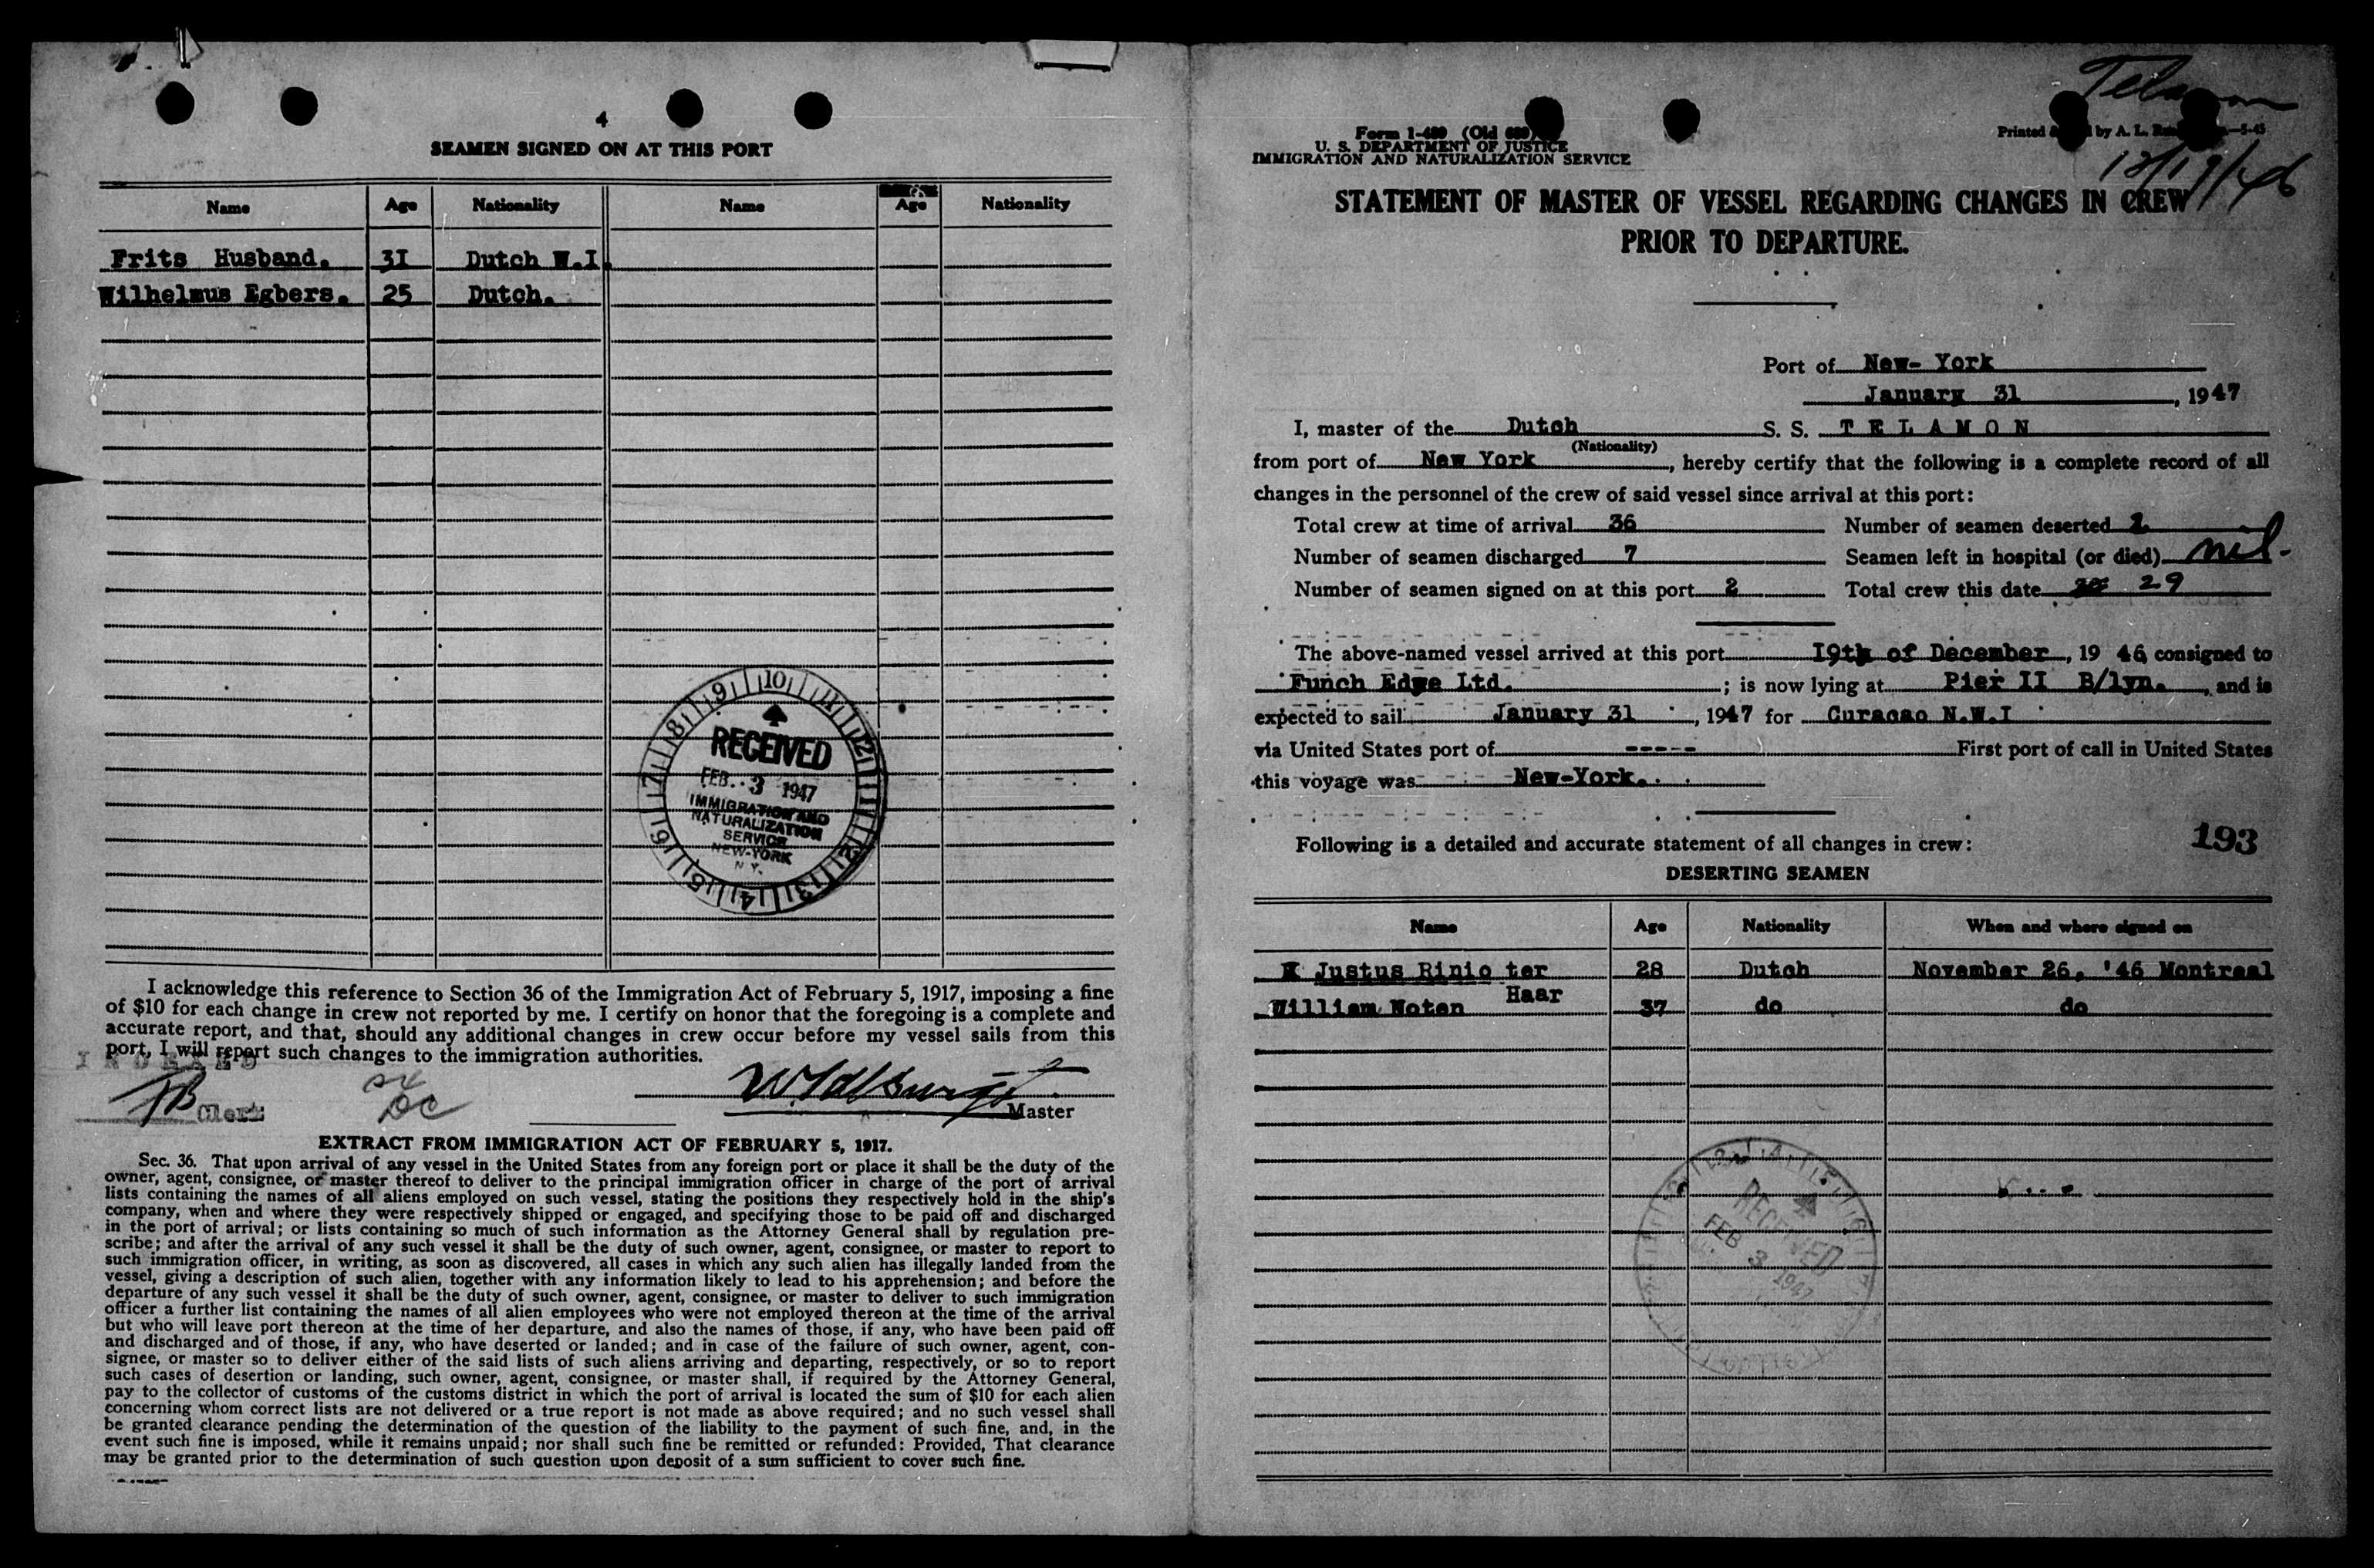 4
SEAMEN SIGNED ON AT THIS PORT
Name Age Nationality Name Age Nationality
Frits Husband. 31 Dutch W.I.
Wilhelmus Egbers. 25 Dutch.
RECEIVED
FEB. 3 1947
IMMIGRATION AND
NATURALIZATION
SERVICE
NEW-YORK
N.Y.
I acknowledge this reference to Section 36 of the Immigration Act of February 5, 1917, imposing a fine
of $10 for each change in crew not reported by me. I certify on honor that the foregoing is a complete and
accurate report, and that, should any additional changes in crew occur before my vessel sails from this
port, I will report such changes to the immigration authorities.
Clerk
Master
EXTRACT FROM IMMIGRATION ACT OF FEBRUARY 5, 1917.
Sec. 36. That upon arrival of any vessel in the United States from any foreign port or place it shall be the duty of the
owner, agent, consignee, or master thereof to deliver to the principal immigration officer in charge of the port of arrival
lists containing the names of all aliens employed on such vessel, stating the positions they respectively hold in the ship's
company, when and where they were respectively shipped or engaged, and specifying those to be paid off and discharged
in the port of arrival; or lists containing so much of such information as the Attorney General shall by regulation pre-
scribe; and after the arrival of any such vessel it shall be the duty of such owner, agent, consignee, or master to report to
such immigration officer, in writing, as soon as discovered, all cases in which any such alien has illegally landed from the
vessel, giving a description of such alien, together with any information likely to lead to his apprehension; and before the
departure of any such vessel it shall be the duty of such owner, agent, consignee, or master to deliver to such immigration
officer a further list containing the names of all alien employees who were not employed thereon at the time of the arrival
but who will leave port thereon at the time of her departure, and also the names of those, if any, who have been paid off
and discharged and of those, if any, who have deserted or landed; and in case of the failure of such owner, agent, con-
signee, or master so to deliver either of the said lists of such aliens arriving and departing, respectively, or so to report
such cases of desertion or landing, such owner, agent, consignee, or master shall, if required by the Attorney General,
pay to the collector of customs of the customs district in which the port of arrival is located the sum of $10 for each alien
concerning whom correct lists are not delivered or a true report is not made as above required; and no such vessel shall
be granted clearance pending the determination of the question of the liability to the payment of such fine, and, in the
event such fine is imposed, while it remains unpaid; nor shall such fine be remitted or refunded: Provided, That clearance
may be granted prior to the determination of such question upon deposit of a sum sufficient to cover such fine.
Telamon
12/19/46
Form I-489 (Old 689)
U. S. DEPARTMENT OF JUSTICE
IMMIGRATION AND NATURALIZATION SERVICE
Printed by A. L.
STATEMENT OF MASTER OF VESSEL REGARDING CHANGES IN CREW
PRIOR TO DEPARTURE.
Port of New- York
January 31, 1947
I, master of the Dutch S. S. TELAMON
(Nationality)
from port of New York, hereby certify that the following is a complete record of all
changes in the personnel of the crew of said vessel since arrival at this port:
Total crew at time of arrival 36 Number of seamen deserted 2
Number of seamen discharged 7 Seamen left in hospital (or died) nil.
Number of seamen signed on at this port 2 Total crew this date 29
The above-named vessel arrived at this port 19th of December, 1946, consigned to
Funch Edye Ltd. ; is now lying at Pier II B/lyn. , and is
expected to sail January 31, 1947 for Curacao N.W.I
via United States port of ----- First port of call in United States
this voyage was New-York.
Following is a detailed and accurate statement of all changes in crew:
193
DESERTING SEAMEN
Name Age Nationality When and where signed on
Justus Rinio ter 28 Dutch November 26, '46 Montreal
Haar
William Noten 37 do do
RECEIVED
FEB 3 1947